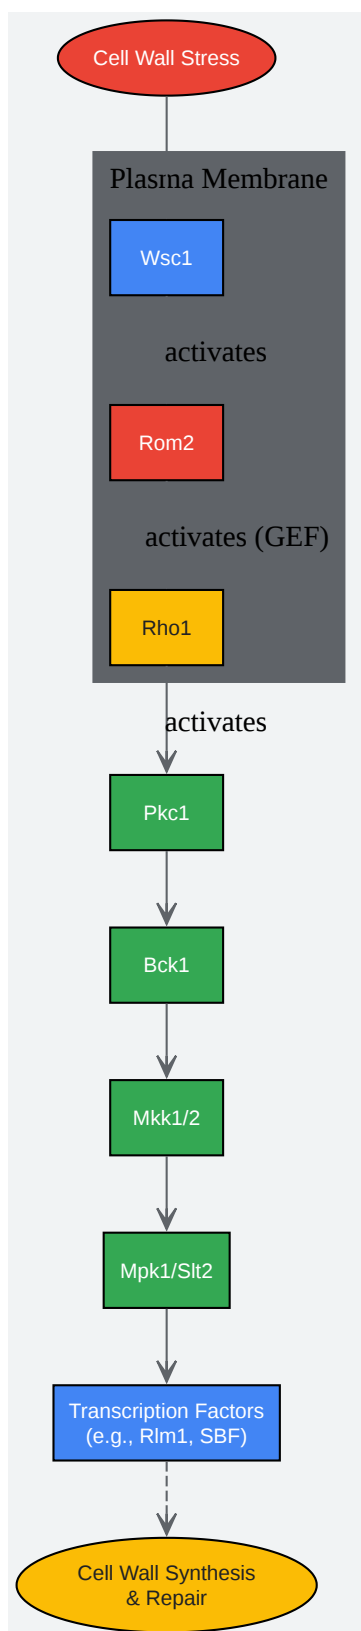 Cell Wall Stress
Plasma Membrane
Wsc1
activates
Rom2
activates (GEF)
Rho1
activates
Pkc1
Bck1
Mkk1/2
Mpk1/Slt2
Transcription Factors
(e.g., Rlm1, SBF)
Cell Wall Synthesis
& Repair